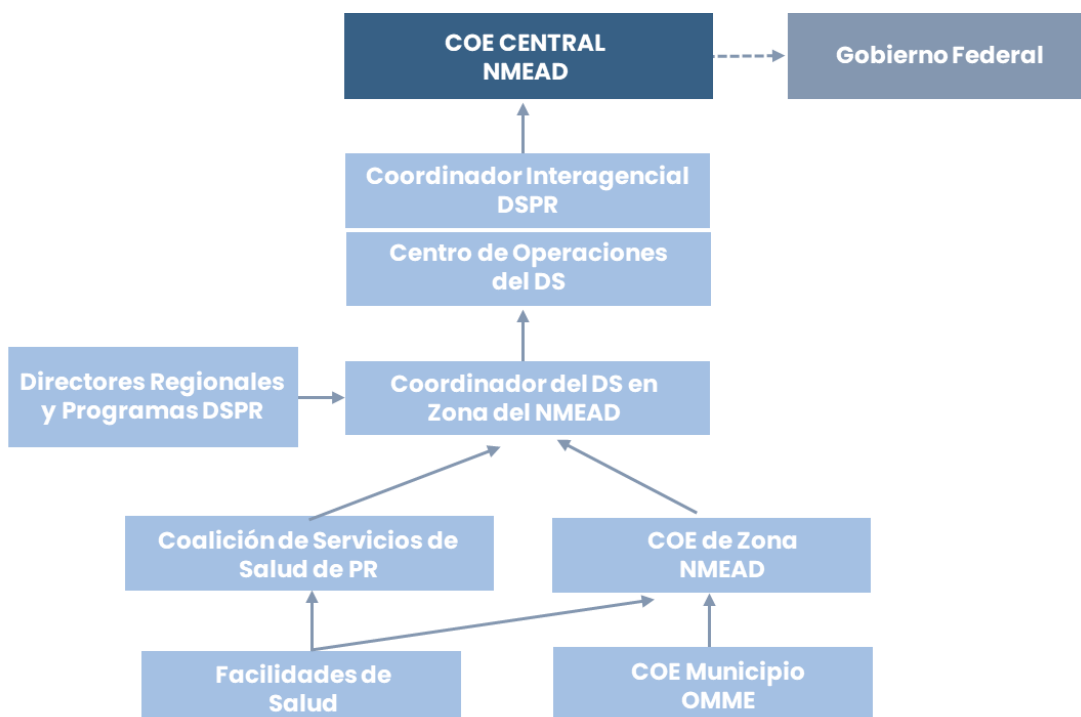 COE CENTRAL
NMEAD
Gobierno Federal
Coordinador Interagencial
DSPR
Centro de Operaciones
del DS
Directores Regionales
y Programas DSPR
Coordinador del DS en
Zona del NMEAD
Coalición de Servicios de
Salud de PR
COE de Zona
NMEAD
Facilidades de
Salud
COE Municipio
OMME